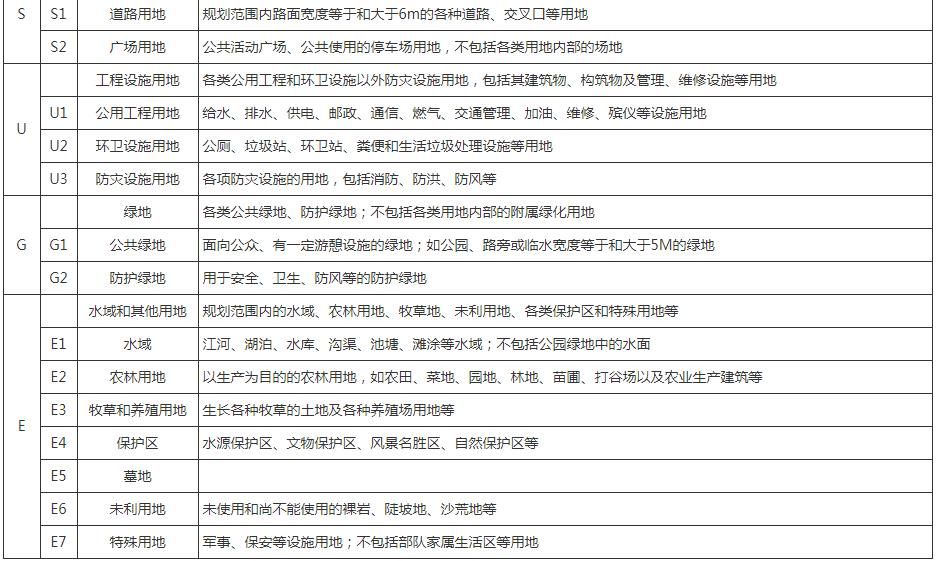 S S1 道路用地 规划范围内路面宽度等于和大于6m的各种道路、交叉口等用地
S2 广场用地 公共活动广场、公共使用的停车场用地，不包括各类用地内部的场地
U 工程设施用地 各类公用工程和环卫设施以外防灾设施用地，包括其建筑物、构筑物及管理、维修设施等用地
U1 公用工程用地 给水、排水、供电、邮政、通信、燃气、交通管理、加油、维修、殡仪等设施用地
U2 环卫设施用地 公厕、垃圾站、环卫站、粪便和生活垃圾处理设施等用地
U3 防灾设施用地 各项防灾设施的用地，包括消防、防洪、防风等
G 绿地 各类公共绿地、防护绿地；不包括各类用地内部的附属绿化用地
G1 公共绿地 面向公众、有一定游憩设施的绿地；如公园、路旁或临水宽度等于和大于5M的绿地
G2 防护绿地 用于安全、卫生、防风等的防护绿地
E 水域和其他用地 规划范围内的水域、农林用地、牧草地、未利用地、各类保护区和特殊用地等
E1 水域 江河、湖泊、水库、沟渠、池塘、滩涂等水域；不包括公园绿地中的水面
E2 农林用地 以生产为目的的农林用地，如农田、菜地、园地、林地、苗圃、打谷场以及农业生产建筑等
E3 牧草和养殖用地 生长各种牧草的土地及各种养殖场用地等
E4 保护区 水源保护区、文物保护区、风景名胜区、自然保护区等
E5 墓地
E6 未利用地 未使用和尚不能使用的裸岩、陡坡地、沙荒地等
E7 特殊用地 军事、保安等设施用地；不包括部队家属生活区等用地